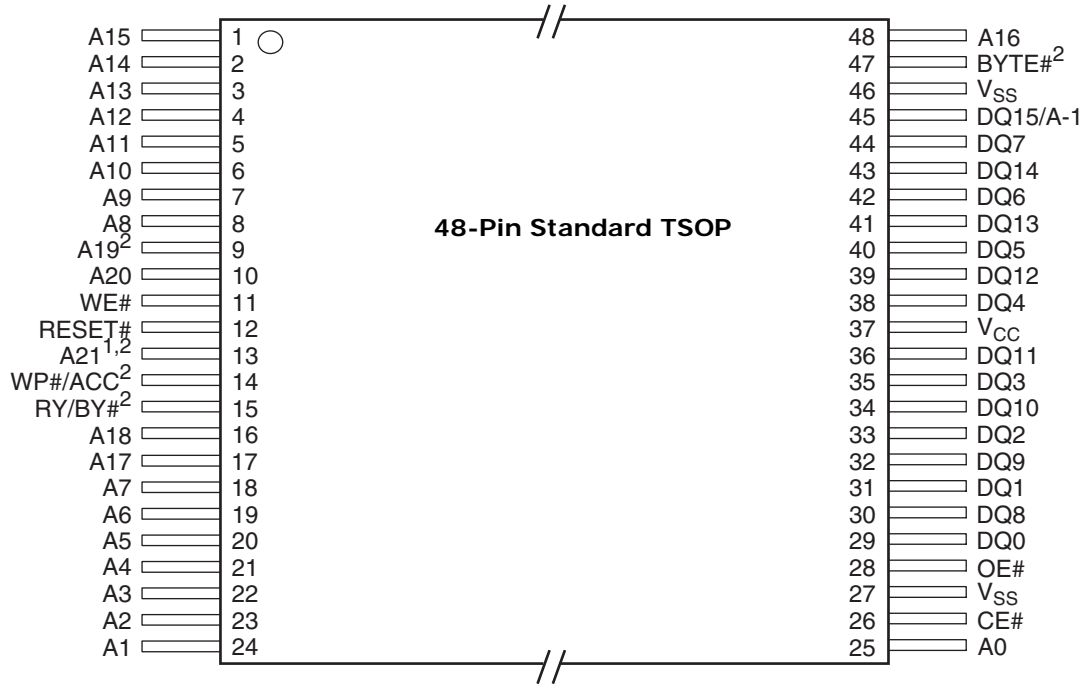 A15 1 48 A16
A14 2 47 BYTE#2
A13 3 46 VSS
A12 4 45 DQ15/A-1
A11 5 44 DQ7
A10 6 43 DQ14
A9 7 42 DQ6
A8 8 41 DQ13
48-Pin Standard TSOP
A192 9 40 DQ5
A20 10 39 DQ12
WE# 11 38 DQ4
RESET# 12 37 VCC
A211,2 13 36 DQ11
WP#/ACC2 14 35 DQ3
RY/BY#2 15 34 DQ10
A18 16 33 DQ2
A17 17 32 DQ9
A7 18 31 DQ1
A6 19 30 DQ8
A5 20 29 DQ0
A4 21 28 OE#
A3 22 27 VSS
A2 23 26 CE#
A1 24 25 A0